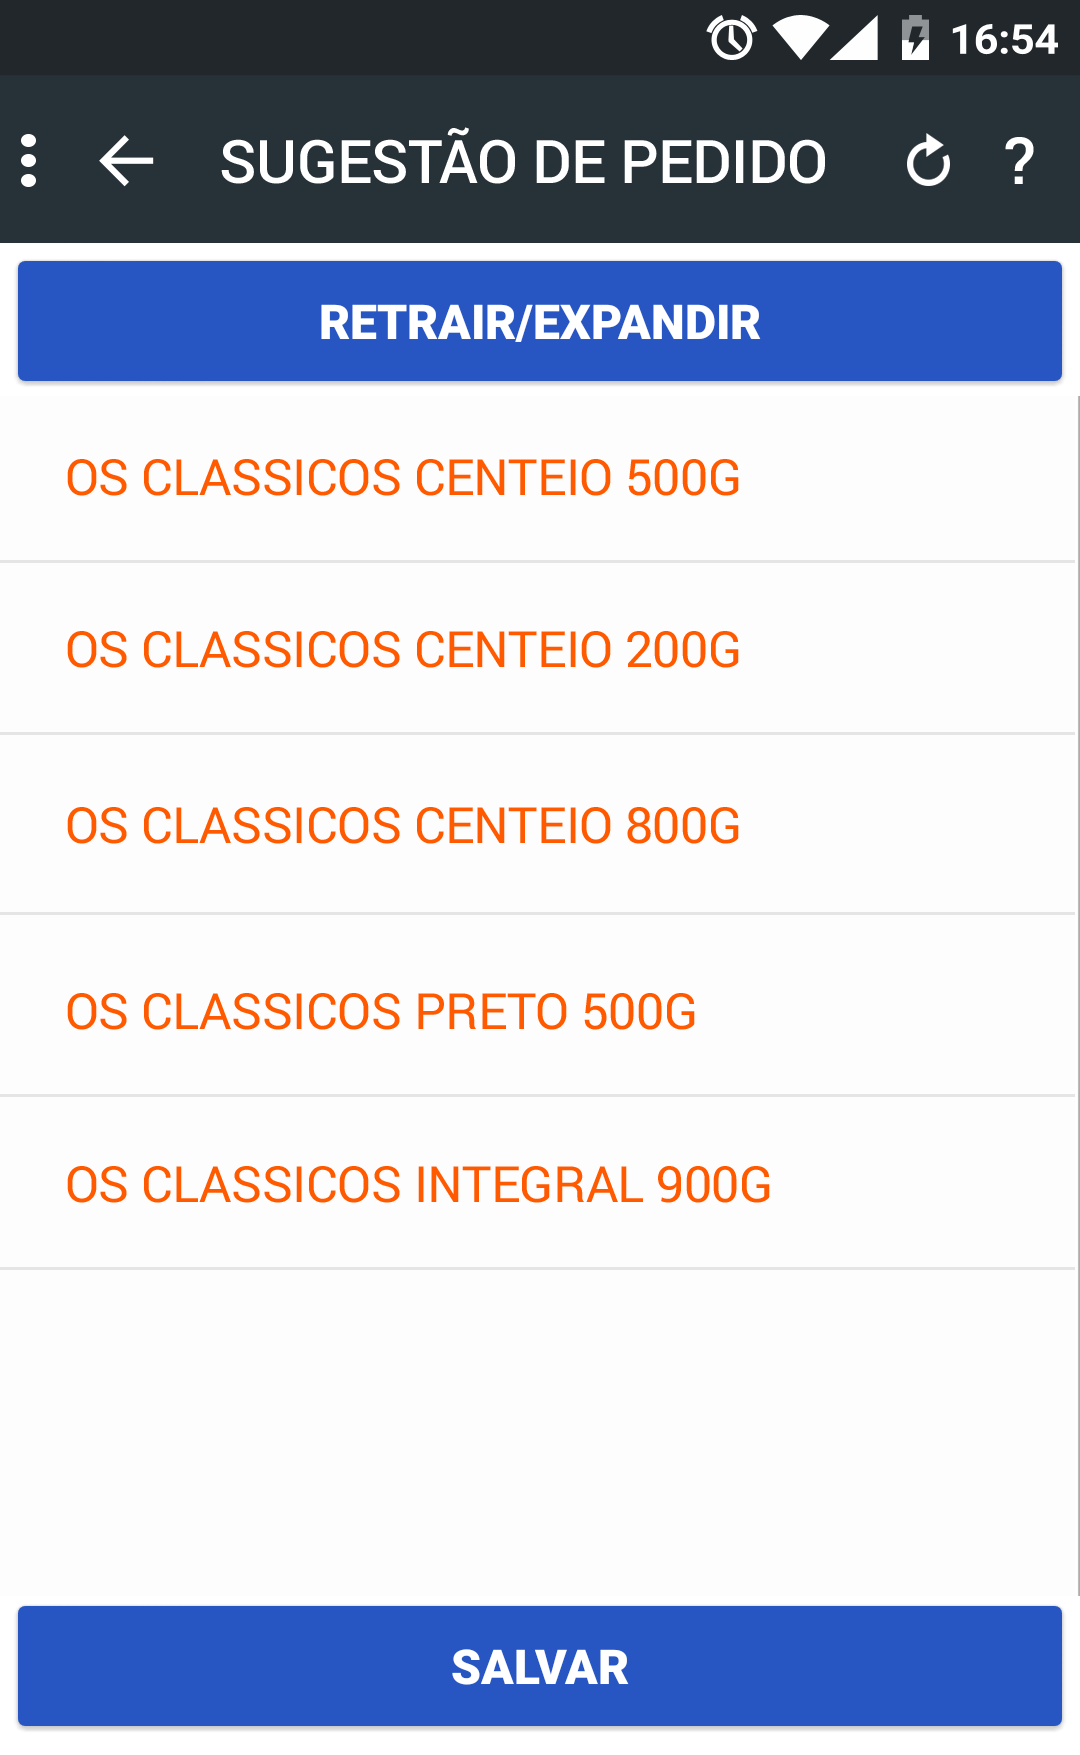 16:54
SUGESTÃO DE PEDIDO ?
RETRAIR/EXPANDIR
OS CLASSICOS CENTEIO 500G
OS CLASSICOS CENTEIO 200G
OS CLASSICOS CENTEIO 800G
OS CLASSICOS PRETO 500G
OS CLASSICOS INTEGRAL 900G
SALVAR